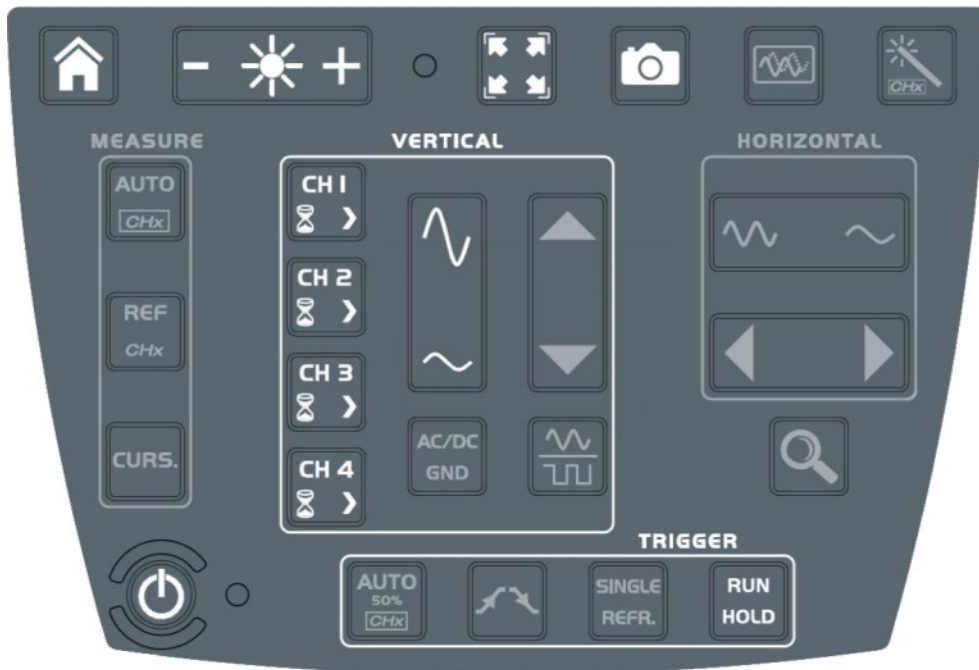 CHx
MEASURE
VERTICAL
HORIZONTAL
AUTO
CHx
REF
CHx
CURS.
CH 1
CH 2
CH 3
CH 4
AC/DC
GND
TRIGGER
AUTO
50%
CHx
SINGLE
REFR.
RUN
HOLD